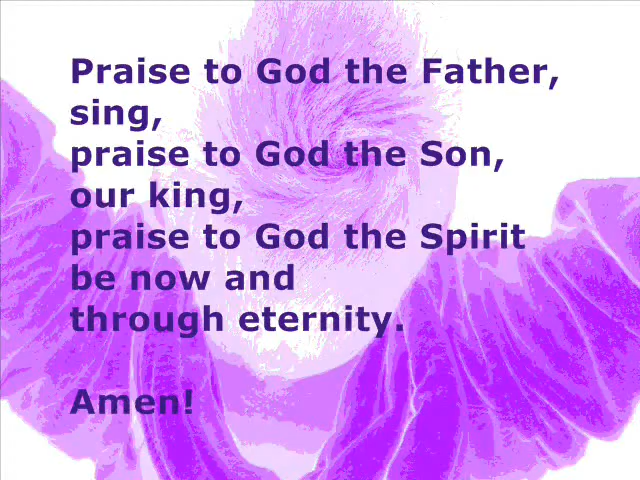 Praise to God the Father,
sing,
praise to God the Son,
our king,
praise to God the Spirit
be now and
through eternity.
Amen!